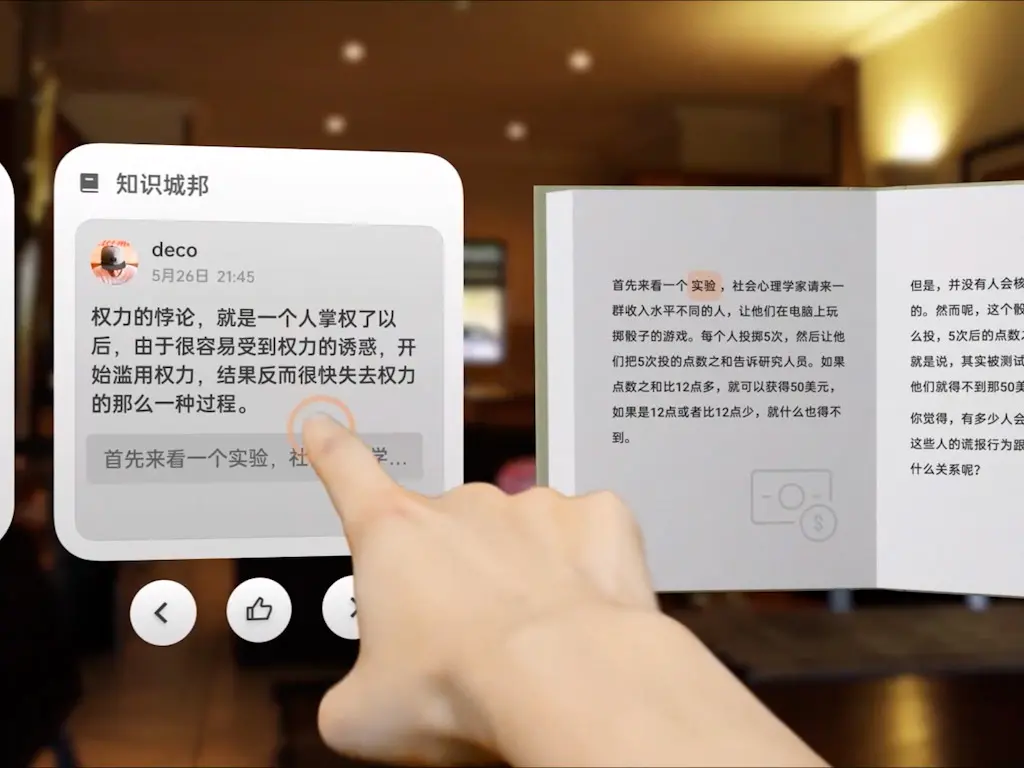 知识城邦
deco
5月26日 21:45
权力的悖论，就是一个人掌权了以
后，由于很容易受到权力的诱惑，开
始滥用权力，结果反而很快失去权力
的那么一种过程。
首先来看一个实验，社 学...
首先来看一个实验，社会心理学家请来一
群收入水平不同的人，让他们在电脑上玩
掷骰子的游戏。每个人投掷5次，然后让他
们把5次投的点数之和告诉研究人员。如果
点数之和比12点多，就可以获得50美元，
如果是12点或者比12点少，就什么也得不
到。
$
但是，并没有人会核
的。然而呢，这个骰
么投，5次后的点数之
就是说，其实被测试
他们就得不到那50美
你觉得，有多少人会
这些人的谎报行为跟
什么关系呢？